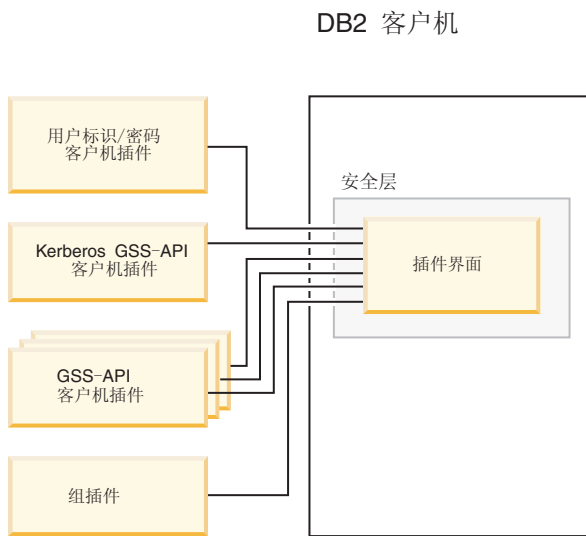 DB2 客户机
用户标识/密码
客户机插件
安全层
Kerberos GSS-API
客户机插件
插件界面
GSS-API
客户机插件
组插件